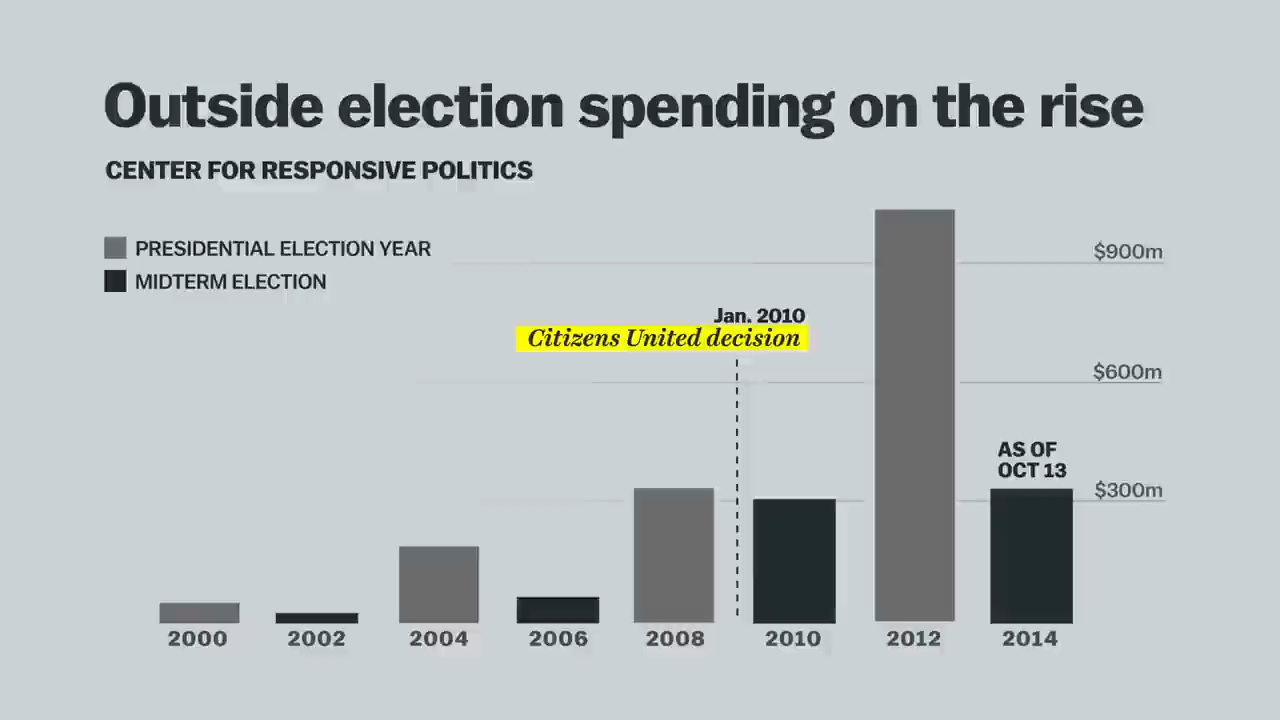 Outside election spending on the rise
CENTER FOR RESPONSIVE POLITICS
PRESIDENTIAL ELECTION YEAR
MIDTERM ELECTION
$900m
Jan. 2010
Citizens United decision
$600m
AS OF
OCT 13
$300m
2000 2002 2004 2006 2008 2010 2012 2014